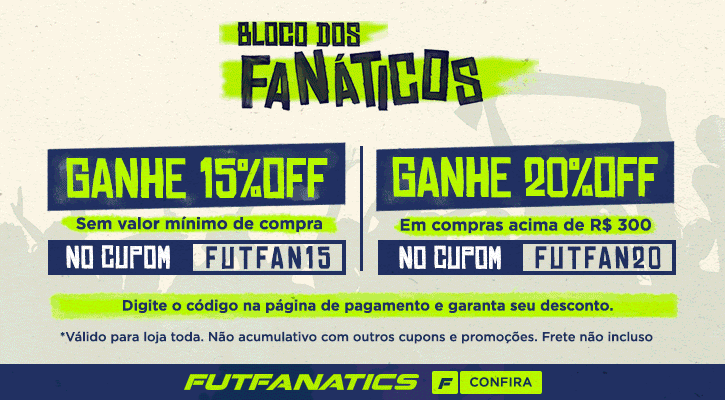 BLOCO DOS
FANÁTICOS
GANHE 15%OFF
Sem valor mínimo de compra
NO CUPOM FUTFAN15
GANHE 20%OFF
Em compras acima de R$ 300
NO CUPOM FUTFAN20
Digite o código na página de pagamento e garanta seu desconto.
*Válido para loja toda. Não acumulativo com outros cupons e promoções. Frete não incluso
FUTFANATICS F CONFIRA